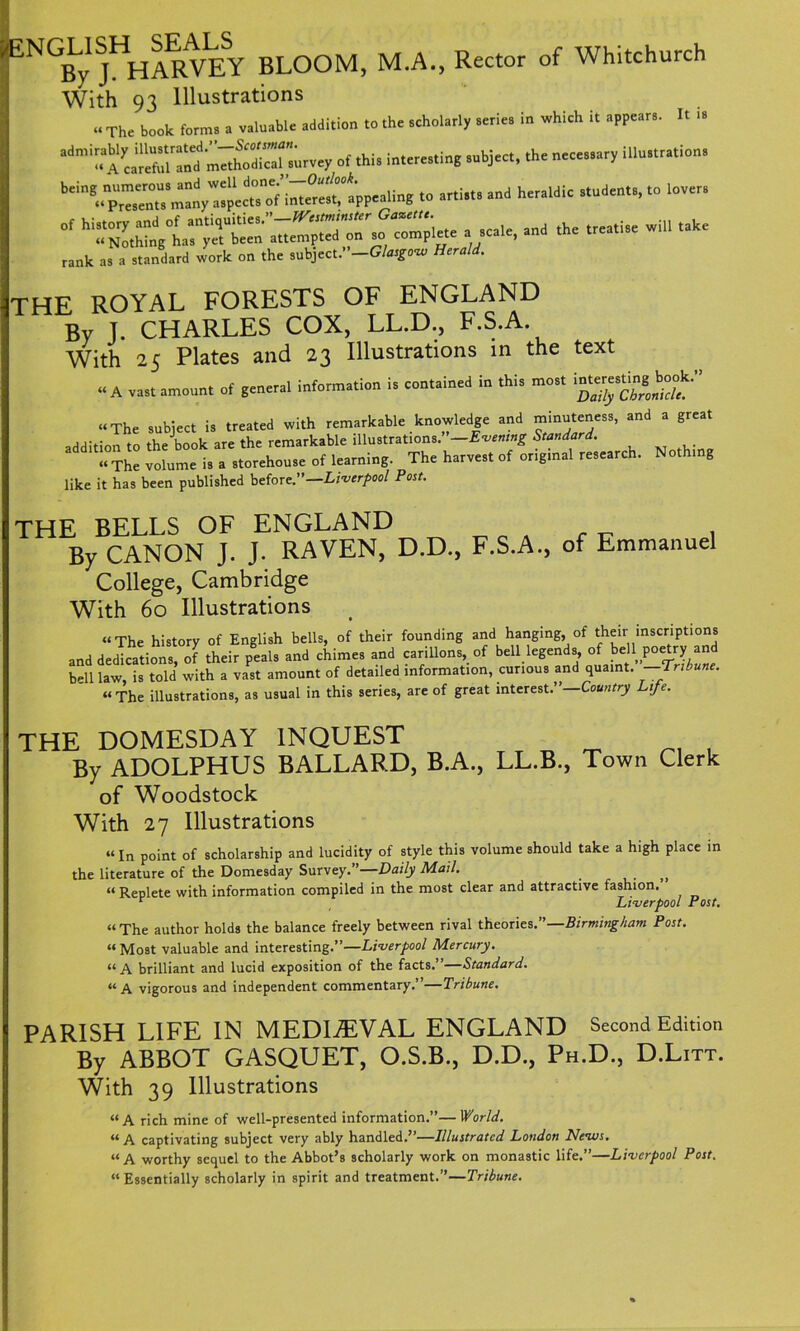 ENGLISH SEALS
By J. HARVEY BLOOM, M.A., Rector of Whitchurch
With 93 Illustrations
“The book forms a valuable addition to the scholarly series in which it appears. It is
admirably illustrated.”—Scotsman.
“A careful and methodical survey of this interesting subject, the necessary illustrations
being numerous and well done.”—Outlook.
“Presents many aspects of interest, appealing to artists and heraldic students, to lovers
of history and of antiquities.”—Westminster Gazette.
“Nothing has yet been attempted on so complete a scale, and the treatise will take
rank as a standard work on the subject.”—Glasgow Herald.
THE ROYAL FORESTS OF ENGLAND
By J. CHARLES COX, LL.D., F.S.A.
With 25 Plates and 23 Illustrations in the text
“A vast amount of general information is contained in this most interesting book.”
Daily Chronicle.
“The subject is treated with remarkable knowledge and minuteness, and a great
addition to the book are the remarkable illustrations.”—Evening Standard.
“The volume is a storehouse of learning. The harvest of original research. Nothing
like it has been published before.”—Liverpool Post.
THE BELLS OF ENGLAND
By CANON J. J. RAVEN, D.D., F.S.A., of Emmanuel
College, Cambridge
With 60 Illustrations
“The history of English bells, of their founding and hanging, of their inscriptions
and dedications, of their peals and chimes and carillons, of bell legends, of bell poetry and
bell law, is told with a vast amount of detailed information, curious and quaint.”—Tribune.
“The illustrations, as usual in this series, are of great interest.”—Country Life.
THE DOMESDAY INQUEST
By ADOLPHUS BALLARD, B.A., LL.B., Town Clerk
of Woodstock
With 27 Illustrations
“In point of scholarship and lucidity of style this volume should take a high place in
the literature of the Domesday Survey.”—Daily Mail.
“Replete with information compiled in the most clear and attractive fashion.”
Liverpool Post.
“The author holds the balance freely between rival theories.”—Birmingham Post.
“Most valuable and interesting.”—Liverpool Mercury.
“A brilliant and lucid exposition of the facts.”—Standard.
“A vigorous and independent commentary.”—Tribune.
PARISH LIFE IN MEDIÆVAL ENGLAND Second Edition
By ABBOT GASQUET, O.S.B., D.D., Ph.D., D.Litt.
With 39 Illustrations
“A rich mine of well-presented information.”—World.
“A captivating subject very ably handled.”—Illustrated London News.
“A worthy sequel to the Abbot’s scholarly work on monastic life.”—Liverpool Post.
“Essentially scholarly in spirit and treatment.”—Tribune.